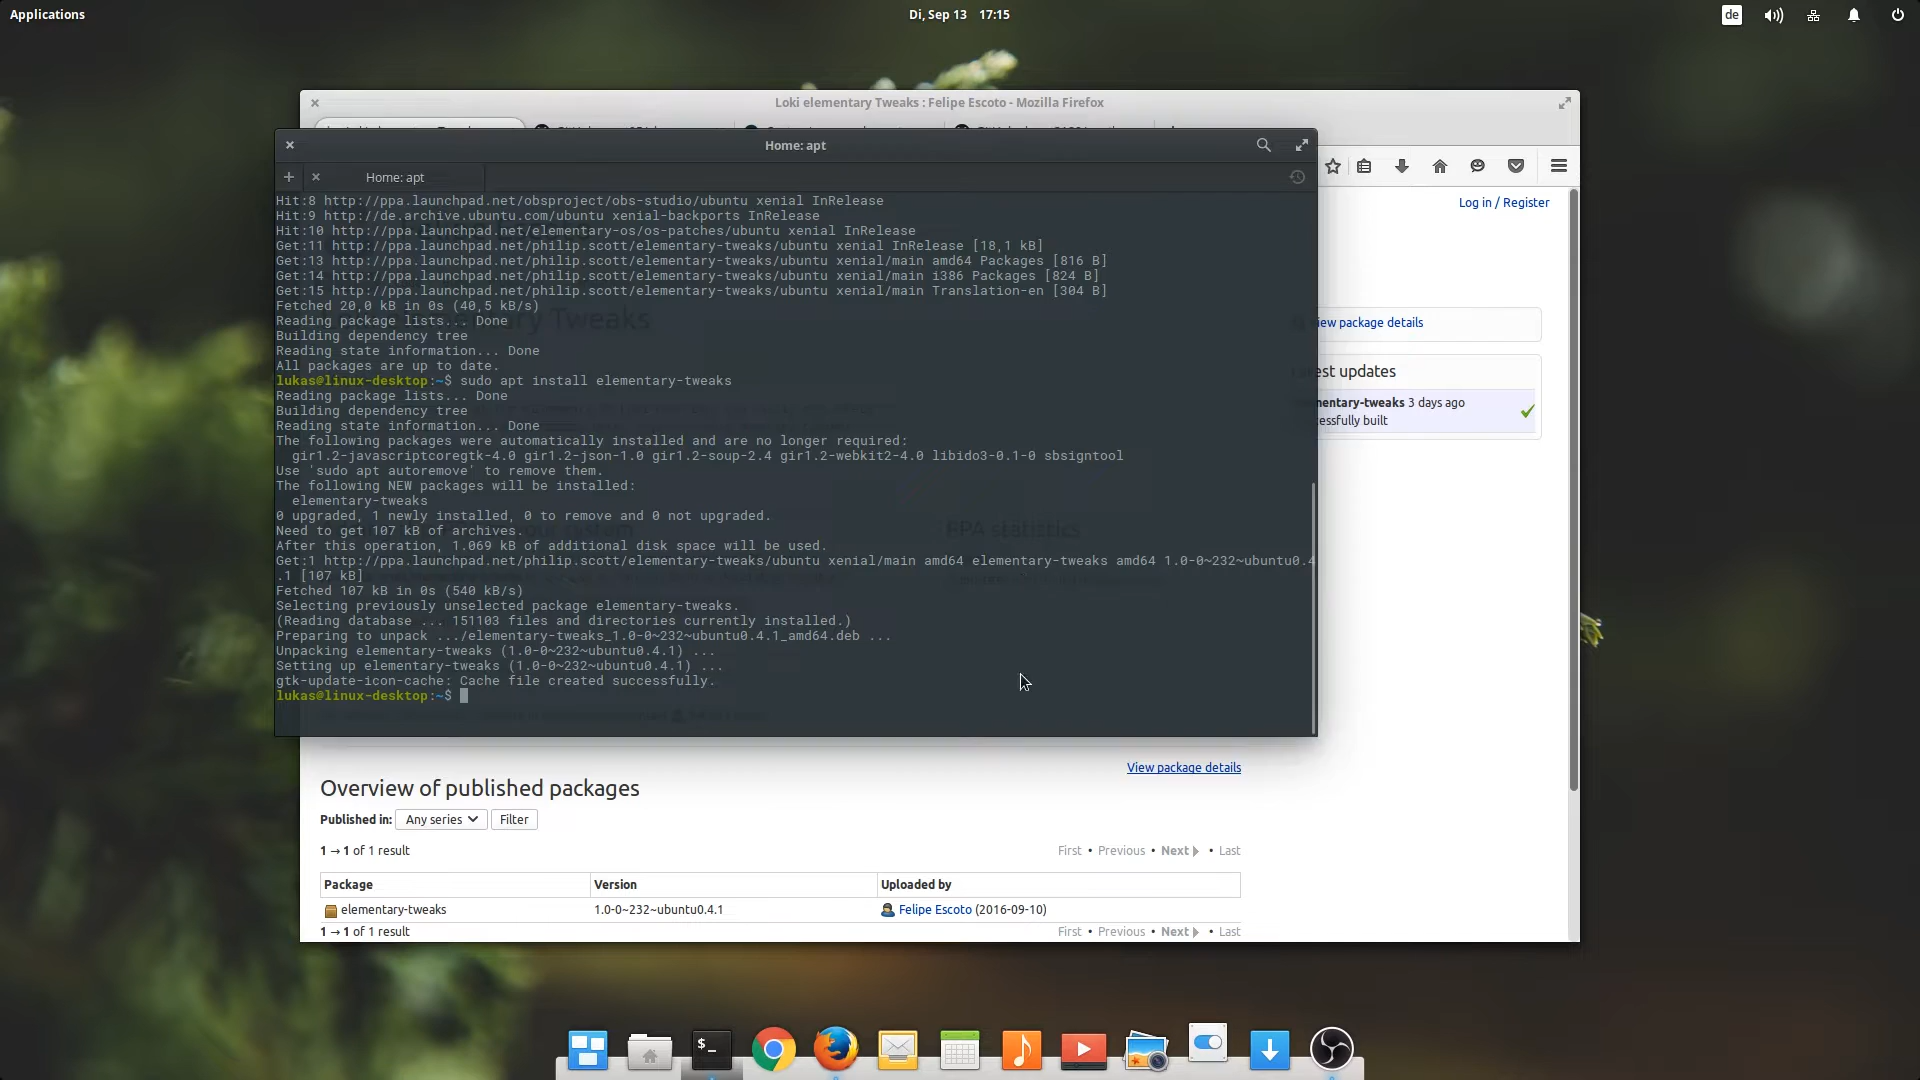 Applications
Di, Sep 13 17:15
de
Loki elementary Tweaks : Felipe Escoto - Mozilla Firefox
Home: apt
Home: apt
Hit:8 http://ppa.launchpad.net/obsproject/obs-studio/ubuntu xenial InRelease
Hit:9 http://de.archive.ubuntu.com/ubuntu xenial-backports InRelease
Hit:10 http://ppa.launchpad.net/elementary-os/os-patches/ubuntu xenial InRelease
Get:11 http://ppa.launchpad.net/philip.scott/elementary-tweaks/ubuntu xenial InRelease [18,1 kB]
Get:13 http://ppa.launchpad.net/philip.scott/elementary-tweaks/ubuntu xenial/main amd64 Packages [816 B]
Get:14 http://ppa.launchpad.net/philip.scott/elementary-tweaks/ubuntu xenial/main i386 Packages [824 B]
Get:15 http://ppa.launchpad.net/philip.scott/elementary-tweaks/ubuntu xenial/main Translation-en [304 B]
Fetched 20,0 kB in 0s (40,5 kB/s)
Reading package lists... Done
Building dependency tree
Reading state information... Done
All packages are up to date.
lukas@linux-desktop:~$ sudo apt install elementary-tweaks
Reading package lists... Done
Building dependency tree
Reading state information... Done
The following packages were automatically installed and are no longer required:
gir1.2-javascriptcoregtk-4.0 gir1.2-json-1.0 gir1.2-soup-2.4 gir1.2-webkit2-4.0 libido3-0.1-0 sbsigntool
Use 'sudo apt autoremove' to remove them.
The following NEW packages will be installed:
elementary-tweaks
0 upgraded, 1 newly installed, 0 to remove and 0 not upgraded.
Need to get 107 kB of archives.
After this operation, 1.069 kB of additional disk space will be used.
Get:1 http://ppa.launchpad.net/philip.scott/elementary-tweaks/ubuntu xenial/main amd64 elementary-tweaks amd64 1.0-0~232~ubuntu0.4
.1 [107 kB]
Fetched 107 kB in 0s (540 kB/s)
Selecting previously unselected package elementary-tweaks.
(Reading database ... 151103 files and directories currently installed.)
Preparing to unpack .../elementary-tweaks_1.0-0~232~ubuntu0.4.1_amd64.deb ...
Unpacking elementary-tweaks (1.0-0~232~ubuntu0.4.1) ...
Setting up elementary-tweaks (1.0-0~232~ubuntu0.4.1) ...
gtk-update-icon-cache: Cache file created successfully.
lukas@linux-desktop:~$
Tweaks
PPA statistics
Log in / Register
iew package details
est updates
mentary-tweaks 3 days ago
essfully built
View package details
Overview of published packages
Published in: Any series Filter
1 → 1 of 1 result
First • Previous • Next • Last
Package Version Uploaded by
elementary-tweaks 1.0-0~232~ubuntu0.4.1 Felipe Escoto (2016-09-10)
1 → 1 of 1 result
First • Previous • Next • Last
$_